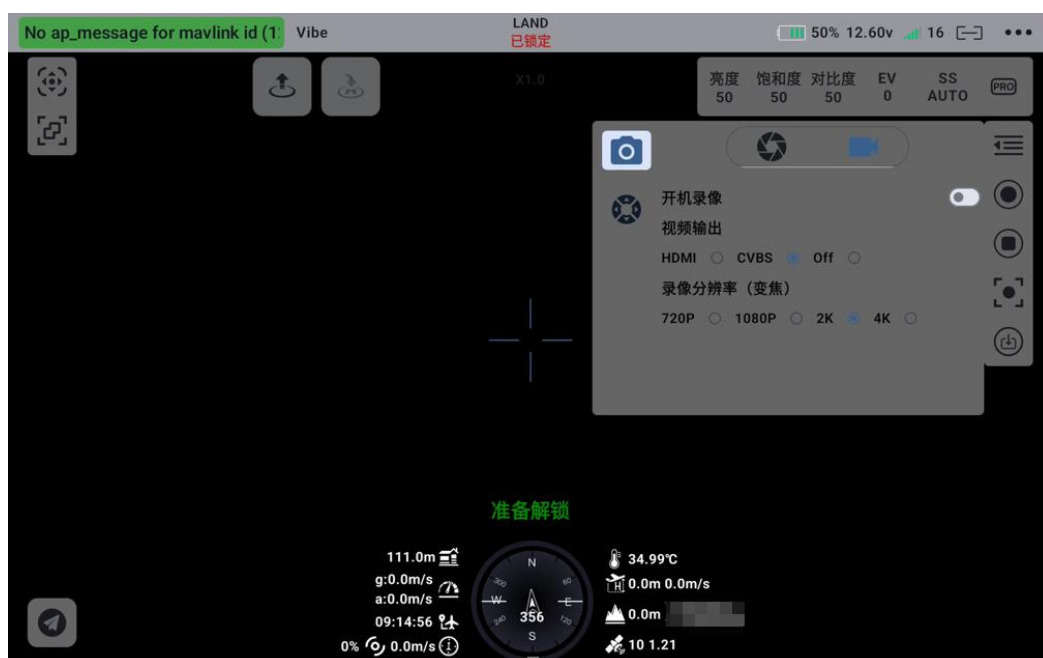 No ap_message for mavlink id (1:
Vibe
LAND
已锁定
50% 12.60v 16
X1.0
亮度 饱和度 对比度 EV SS
50 50 50 0 AUTO
PRO
开机录像
视频输出
HDMI CVBS Off
录像分辨率（变焦）
720P 1080P 2K 4K
准备解锁
111.0m
g:0.0m/s
a:0.0m/s
09:14:56
0% 0.0m/s
N
300 60
W E
356
240 120
S
34.99℃
H 0.0m 0.0m/s
0.0m
10 1.21